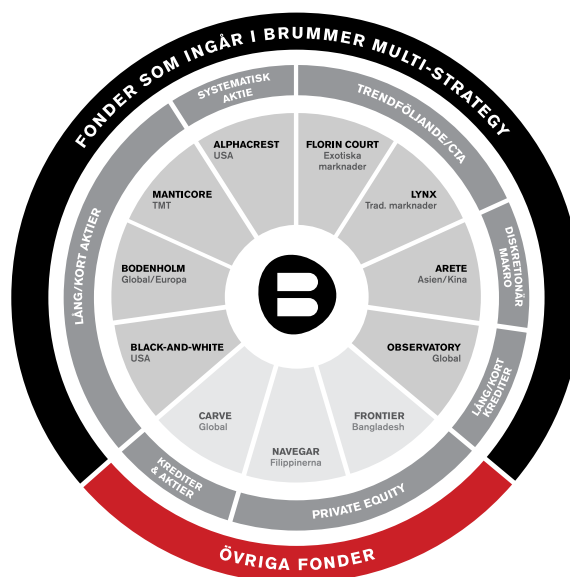 FONDER SOM INGÅR I BRUMMER MULTI-STRATEGY
SYSTEMATISK
AKTIE
TRENDFÖLJANDE/CTA
DISKRETIONÄR
MAKRO
LÅNG/KORT
KREDITER
PRIVATE EQUITY
KREDITER
& AKTIER
LÅNG/KORT AKTIER
ALPHACREST
USA
FLORIN COURT
Exotiska
marknader
LYNX
Trad. marknader
ARETE
Asien/Kina
OBSERVATORY
Global
FRONTIER
Bangladesh
NAVEGAR
Filippinerna
CARVE
Global
BLACK-AND-WHITE
USA
BODENHOLM
Global/Europa
MANTICORE
TMT
B
ÖVRIGA FONDER